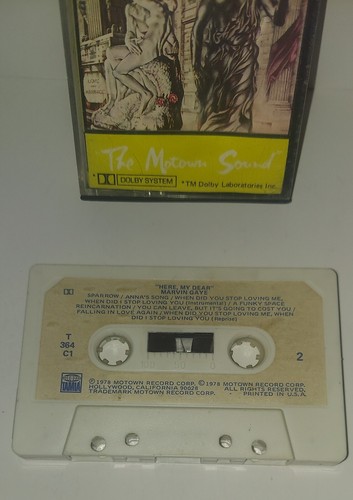 The Motown Sound
DOLBY SYSTEM
*TM Dolby Laboratories Inc.
"HERE, MY DEAR"
MARVIN GAYE
SPARROW / ANNA'S SONG / WHEN DID YOU STOP LOVING ME,
WHEN DID I STOP LOVING YOU (Instrumental) / A FUNKY SPACE
REINCARNATION / YOU CAN LEAVE, BUT IT'S GOING TO COST YOU /
FALLING IN LOVE AGAIN / WHEN DID YOU STOP LOVING ME, WHEN
DID I STOP LOVING YOU (Reprise)
T
364
C1
2
TAMLA
℗ 1978 MOTOWN RECORD CORP. © 1978 MOTOWN RECORD CORP.
HOLLYWOOD, CALIFORNIA 90028 ALL RIGHTS RESERVED.
TRADEMARK MOTOWN RECORD CORP. PRINTED IN U.S.A.